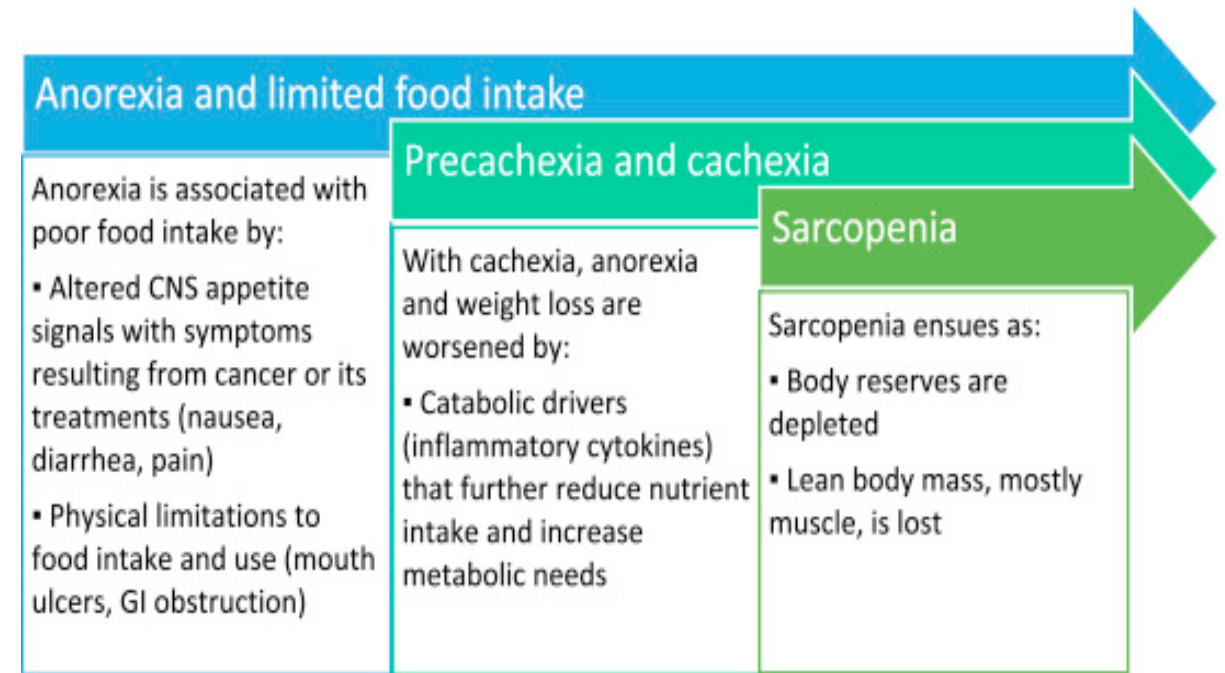 Anorexia and limited food intake
Anorexia is associated with
poor food intake by:
▪ Altered CNS appetite
signals with symptoms
resulting from cancer or its
treatments (nausea,
diarrhea, pain)
▪ Physical limitations to
food intake and use (mouth
ulcers, GI obstruction)
Precachexia and cachexia
With cachexia, anorexia
and weight loss are
worsened by:
▪ Catabolic drivers
(inflammatory cytokines)
that further reduce nutrient
intake and increase
metabolic needs
Sarcopenia
Sarcopenia ensues as:
▪ Body reserves are
depleted
▪ Lean body mass, mostly
muscle, is lost